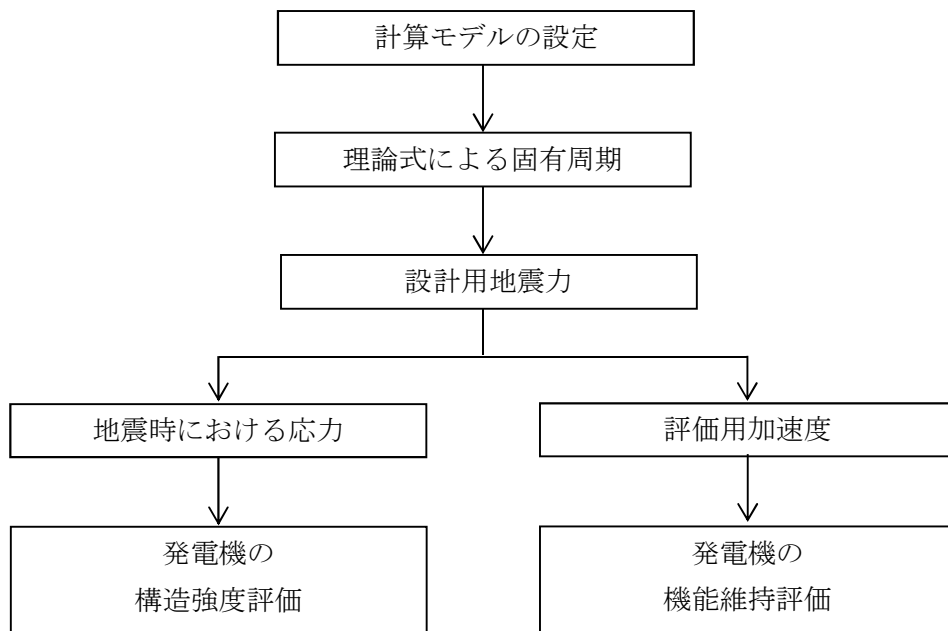 計算モデルの設定
理論式による固有周期
設計用地震力
地震時における応力
評価用加速度
発電機の
構造強度評価
発電機の
機能維持評価